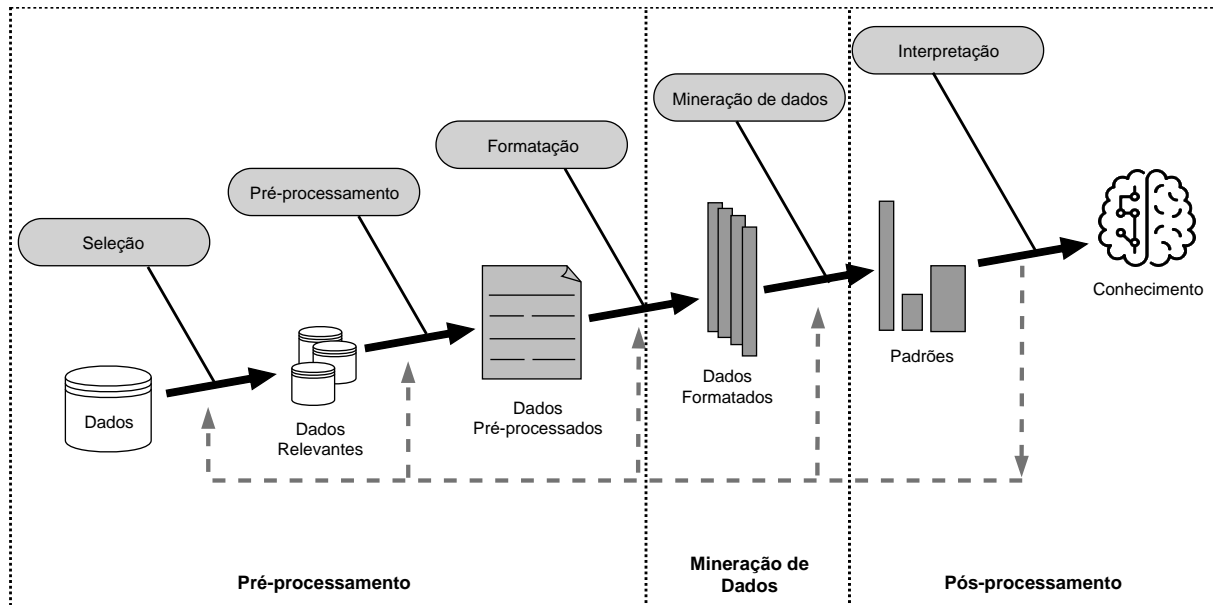 Interpretação
Mineração de dados
Formatação
Pré-processamento
Seleção
Conhecimento
Padrões
Dados
Formatados
Dados
Pré-processados
Dados
Dados
Relevantes
Pré-processamento
Mineração de
Dados
Pós-processamento